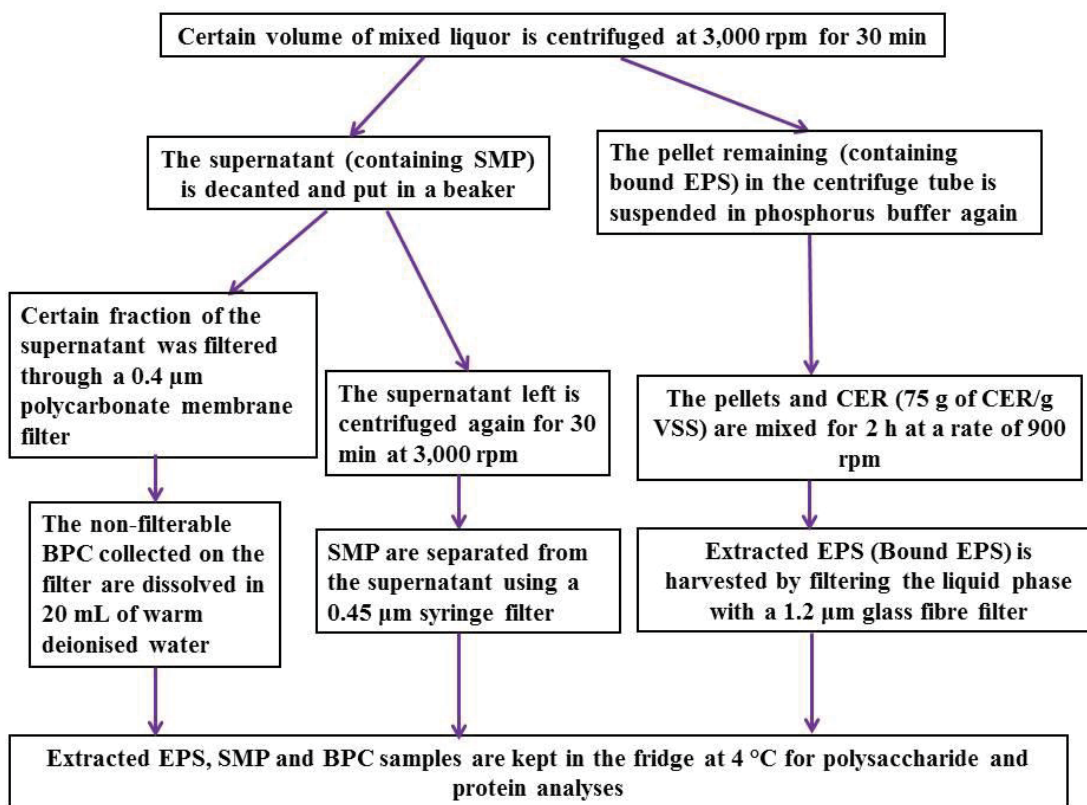 Certain volume of mixed liquor is centrifuged at 3,000 rpm for 30 min
The supernatant (containing SMP)
is decanted and put in a beaker
The pellet remaining (containing
bound EPS) in the centrifuge tube is
suspended in phosphorus buffer again
Certain fraction of the
supernatant was filtered
through a 0.4 µm
polycarbonate membrane
filter
The supernatant left is
centrifuged again for 30
min at 3,000 rpm
The pellets and CER (75 g of CER/g
VSS) are mixed for 2 h at a rate of 900
rpm
The non-filterable
BPC collected on the
filter are dissolved in
20 mL of warm
deionised water
SMP are separated from
the supernatant using a
0.45 µm syringe filter
Extracted EPS (Bound EPS) is
harvested by filtering the liquid phase
with a 1.2 µm glass fibre filter
Extracted EPS, SMP and BPC samples are kept in the fridge at 4 °C for polysaccharide and
protein analyses